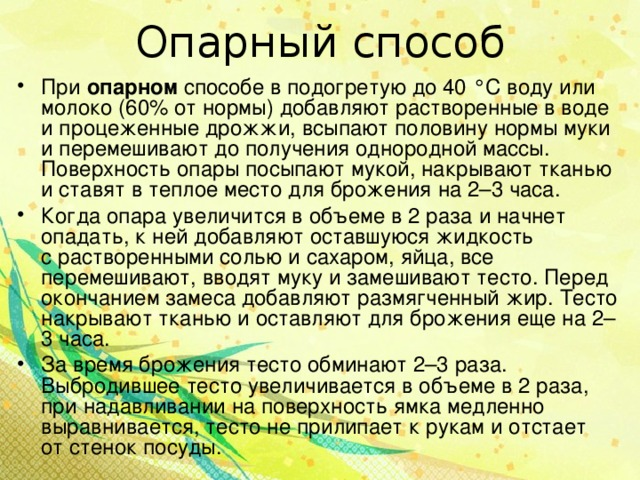 Опарный способ
• При опарном способе в подогретую до 40 °С воду или
молоко (60% от нормы) добавляют растворенные в воде
и процеженные дрожжи, всыпают половину нормы муки
и перемешивают до получения однородной массы.
Поверхность опары посыпают мукой, накрывают тканью
и ставят в теплое место для брожения на 2–3 часа.
• Когда опара увеличится в объеме в 2 раза и начнет
опадать, к ней добавляют оставшуюся жидкость
с растворенными солью и сахаром, яйца, все
перемешивают, вводят муку и замешивают тесто. Перед
окончанием замеса добавляют размягченный жир. Тесто
накрывают тканью и оставляют для брожения еще на 2–
3 часа.
• За время брожения тесто обминают 2–3 раза.
Выбродившее тесто увеличивается в объеме в 2 раза,
при надавливании на поверхность ямка медленно
выравнивается, тесто не прилипает к рукам и отстает
от стенок посуды.